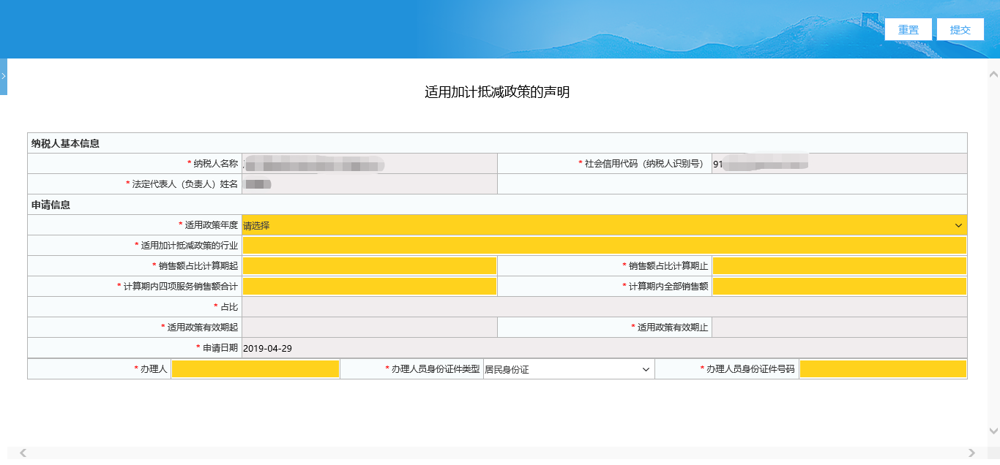 重置 提交
适用加计抵减政策的声明
纳税人基本信息
* 纳税人名称 * 社会信用代码（纳税人识别号） 91
* 法定代表人（负责人）姓名
申请信息
* 适用政策年度 请选择
* 适用加计抵减政策的行业
* 销售额占比计算期起 * 销售额占比计算期止
* 计算期内四项服务销售额合计 * 计算期内全部销售额
* 占比
* 适用政策有效期起 * 适用政策有效期止
* 申请日期 2019-04-29
* 办理人 * 办理人员身份证件类型 居民身份证 * 办理人员身份证件号码